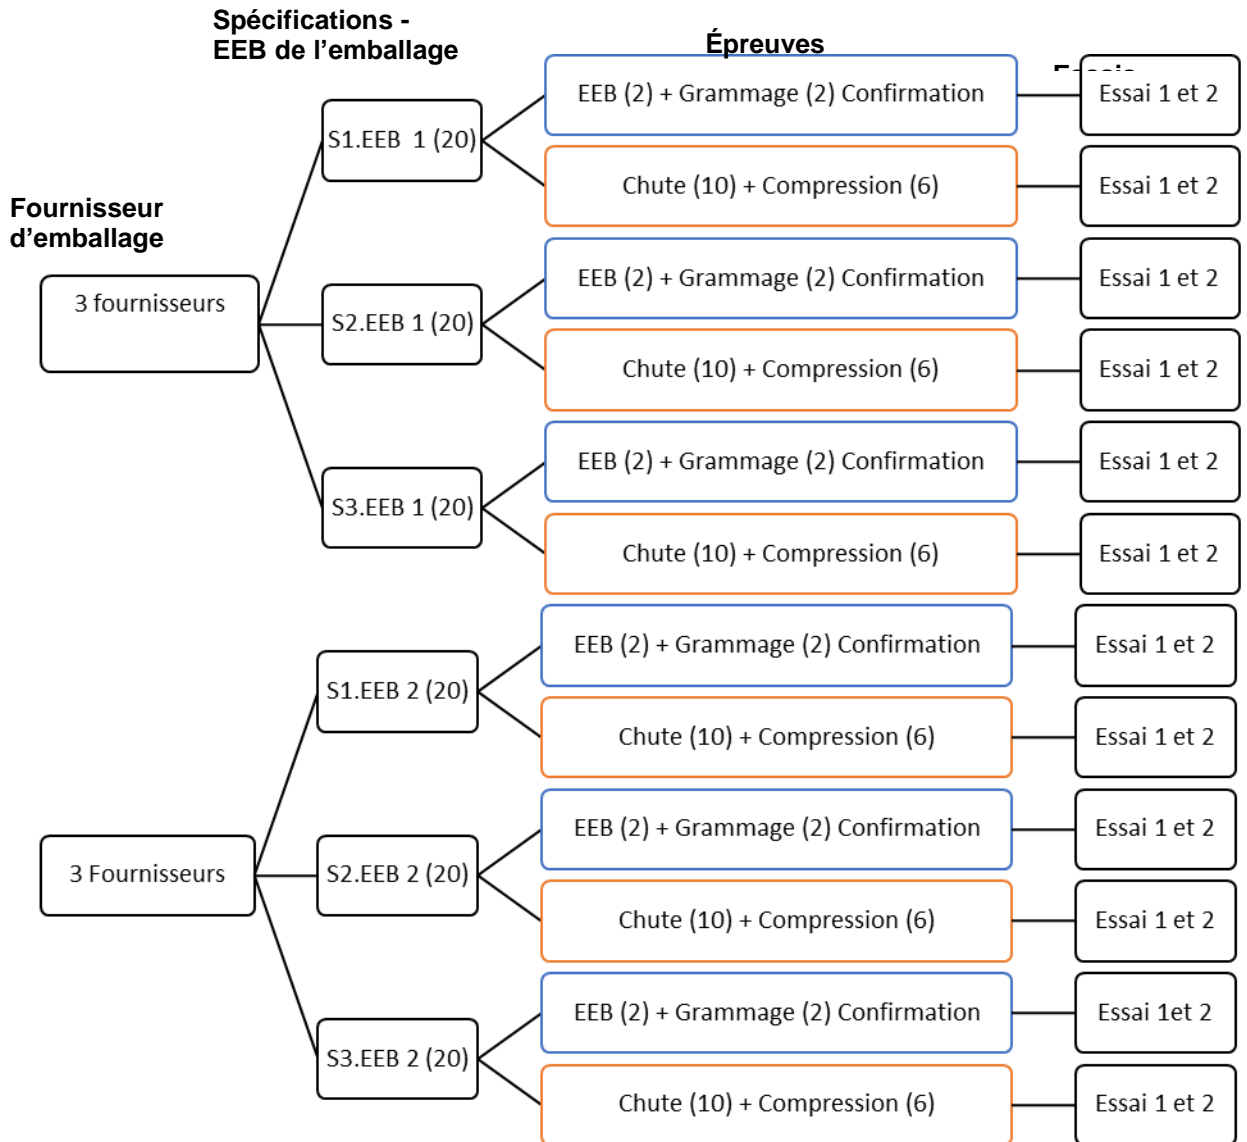 Spécifications -
EEB de l'emballage
Épreuves
Fournisseur
d'emballage
3 fournisseurs
S1.EEB 1 (20)
EEB (2) + Grammage (2) Confirmation
Essai 1 et 2
Chute (10) + Compression (6)
Essai 1 et 2
S2.EEB 1 (20)
EEB (2) + Grammage (2) Confirmation
Essai 1 et 2
Chute (10) + Compression (6)
Essai 1 et 2
S3.EEB 1 (20)
EEB (2) + Grammage (2) Confirmation
Essai 1 et 2
Chute (10) + Compression (6)
Essai 1 et 2
3 Fournisseurs
S1.EEB 2 (20)
EEB (2) + Grammage (2) Confirmation
Essai 1 et 2
Chute (10) + Compression (6)
Essai 1 et 2
S2.EEB 2 (20)
EEB (2) + Grammage (2) Confirmation
Essai 1 et 2
Chute (10) + Compression (6)
Essai 1 et 2
S3.EEB 2 (20)
EEB (2) + Grammage (2) Confirmation
Essai 1et 2
Chute (10) + Compression (6)
Essai 1 et 2